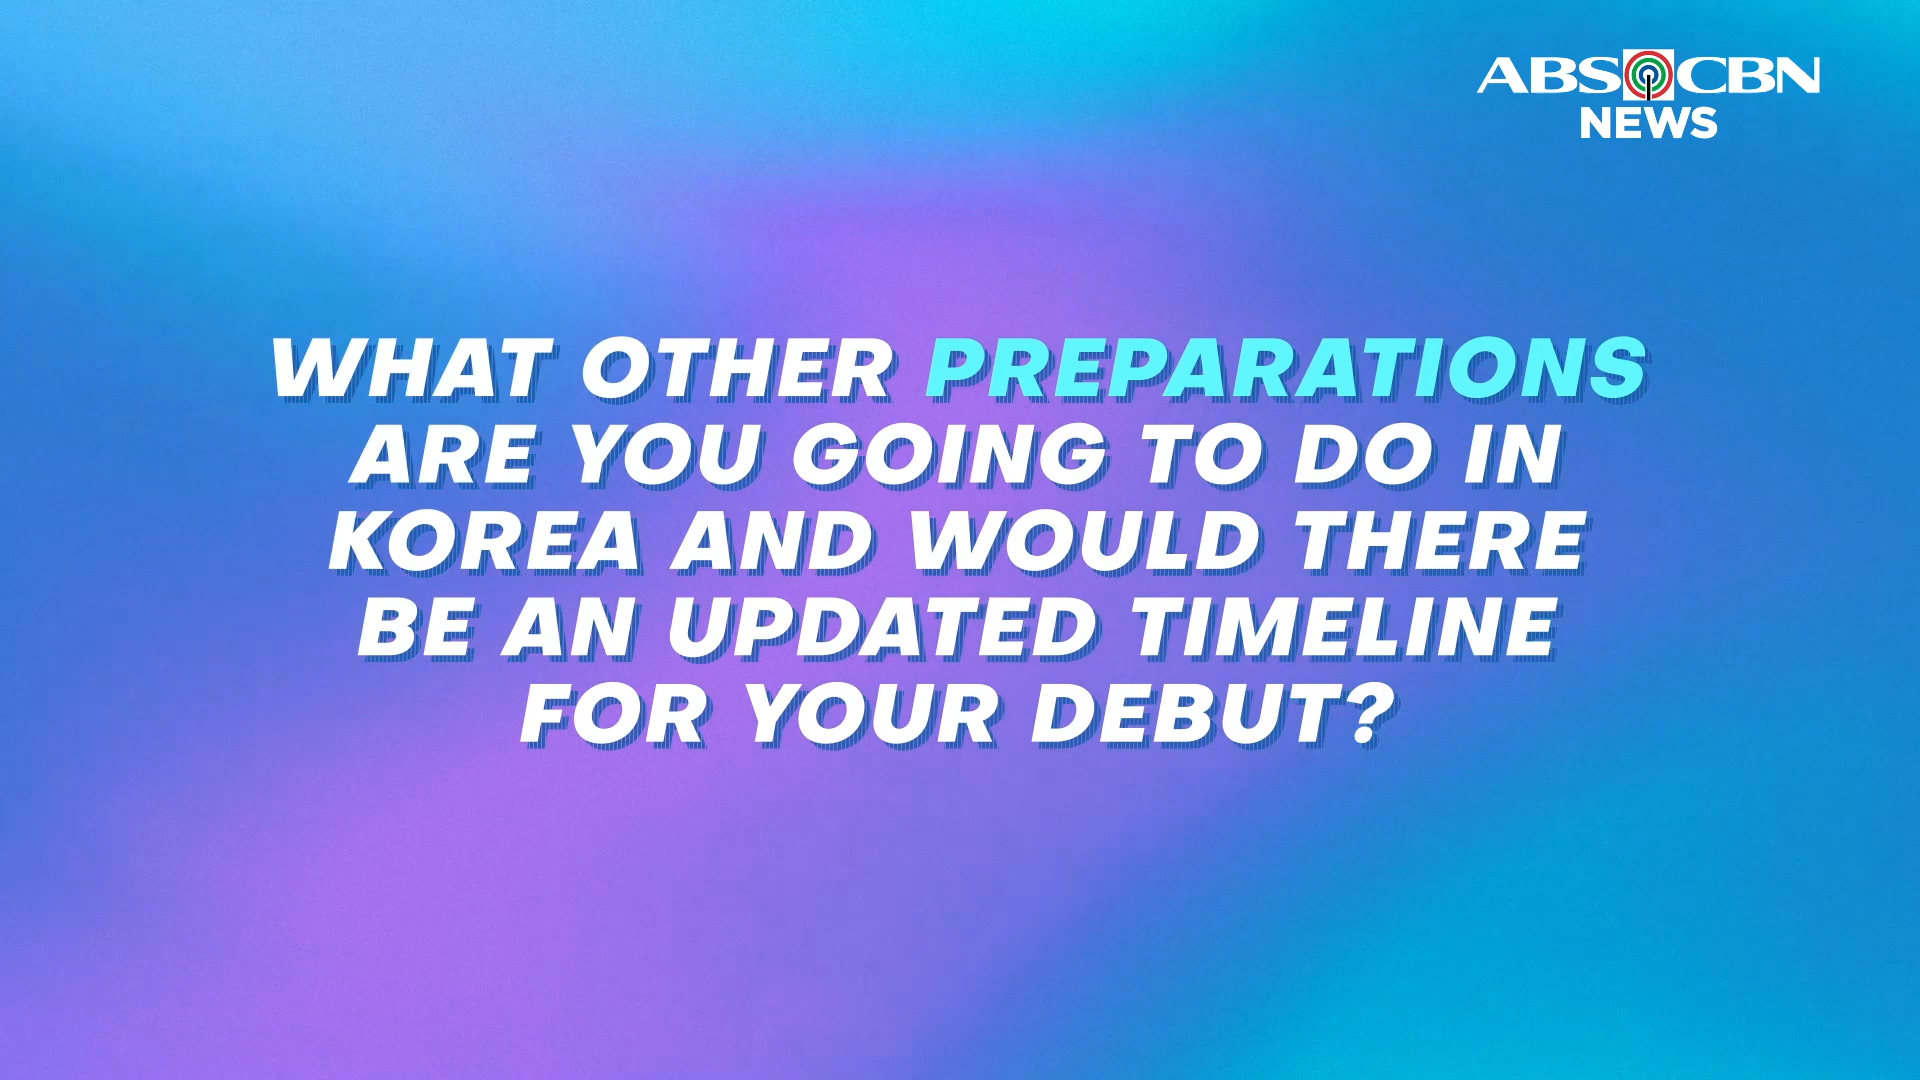 ABS CBN
NEWS
WHAT OTHER PREPARATIONS
ARE YOU GOING TO DO IN
KOREA AND WOULD THERE
BE AN UPDATED TIMELINE
FOR YOUR DEBUT?